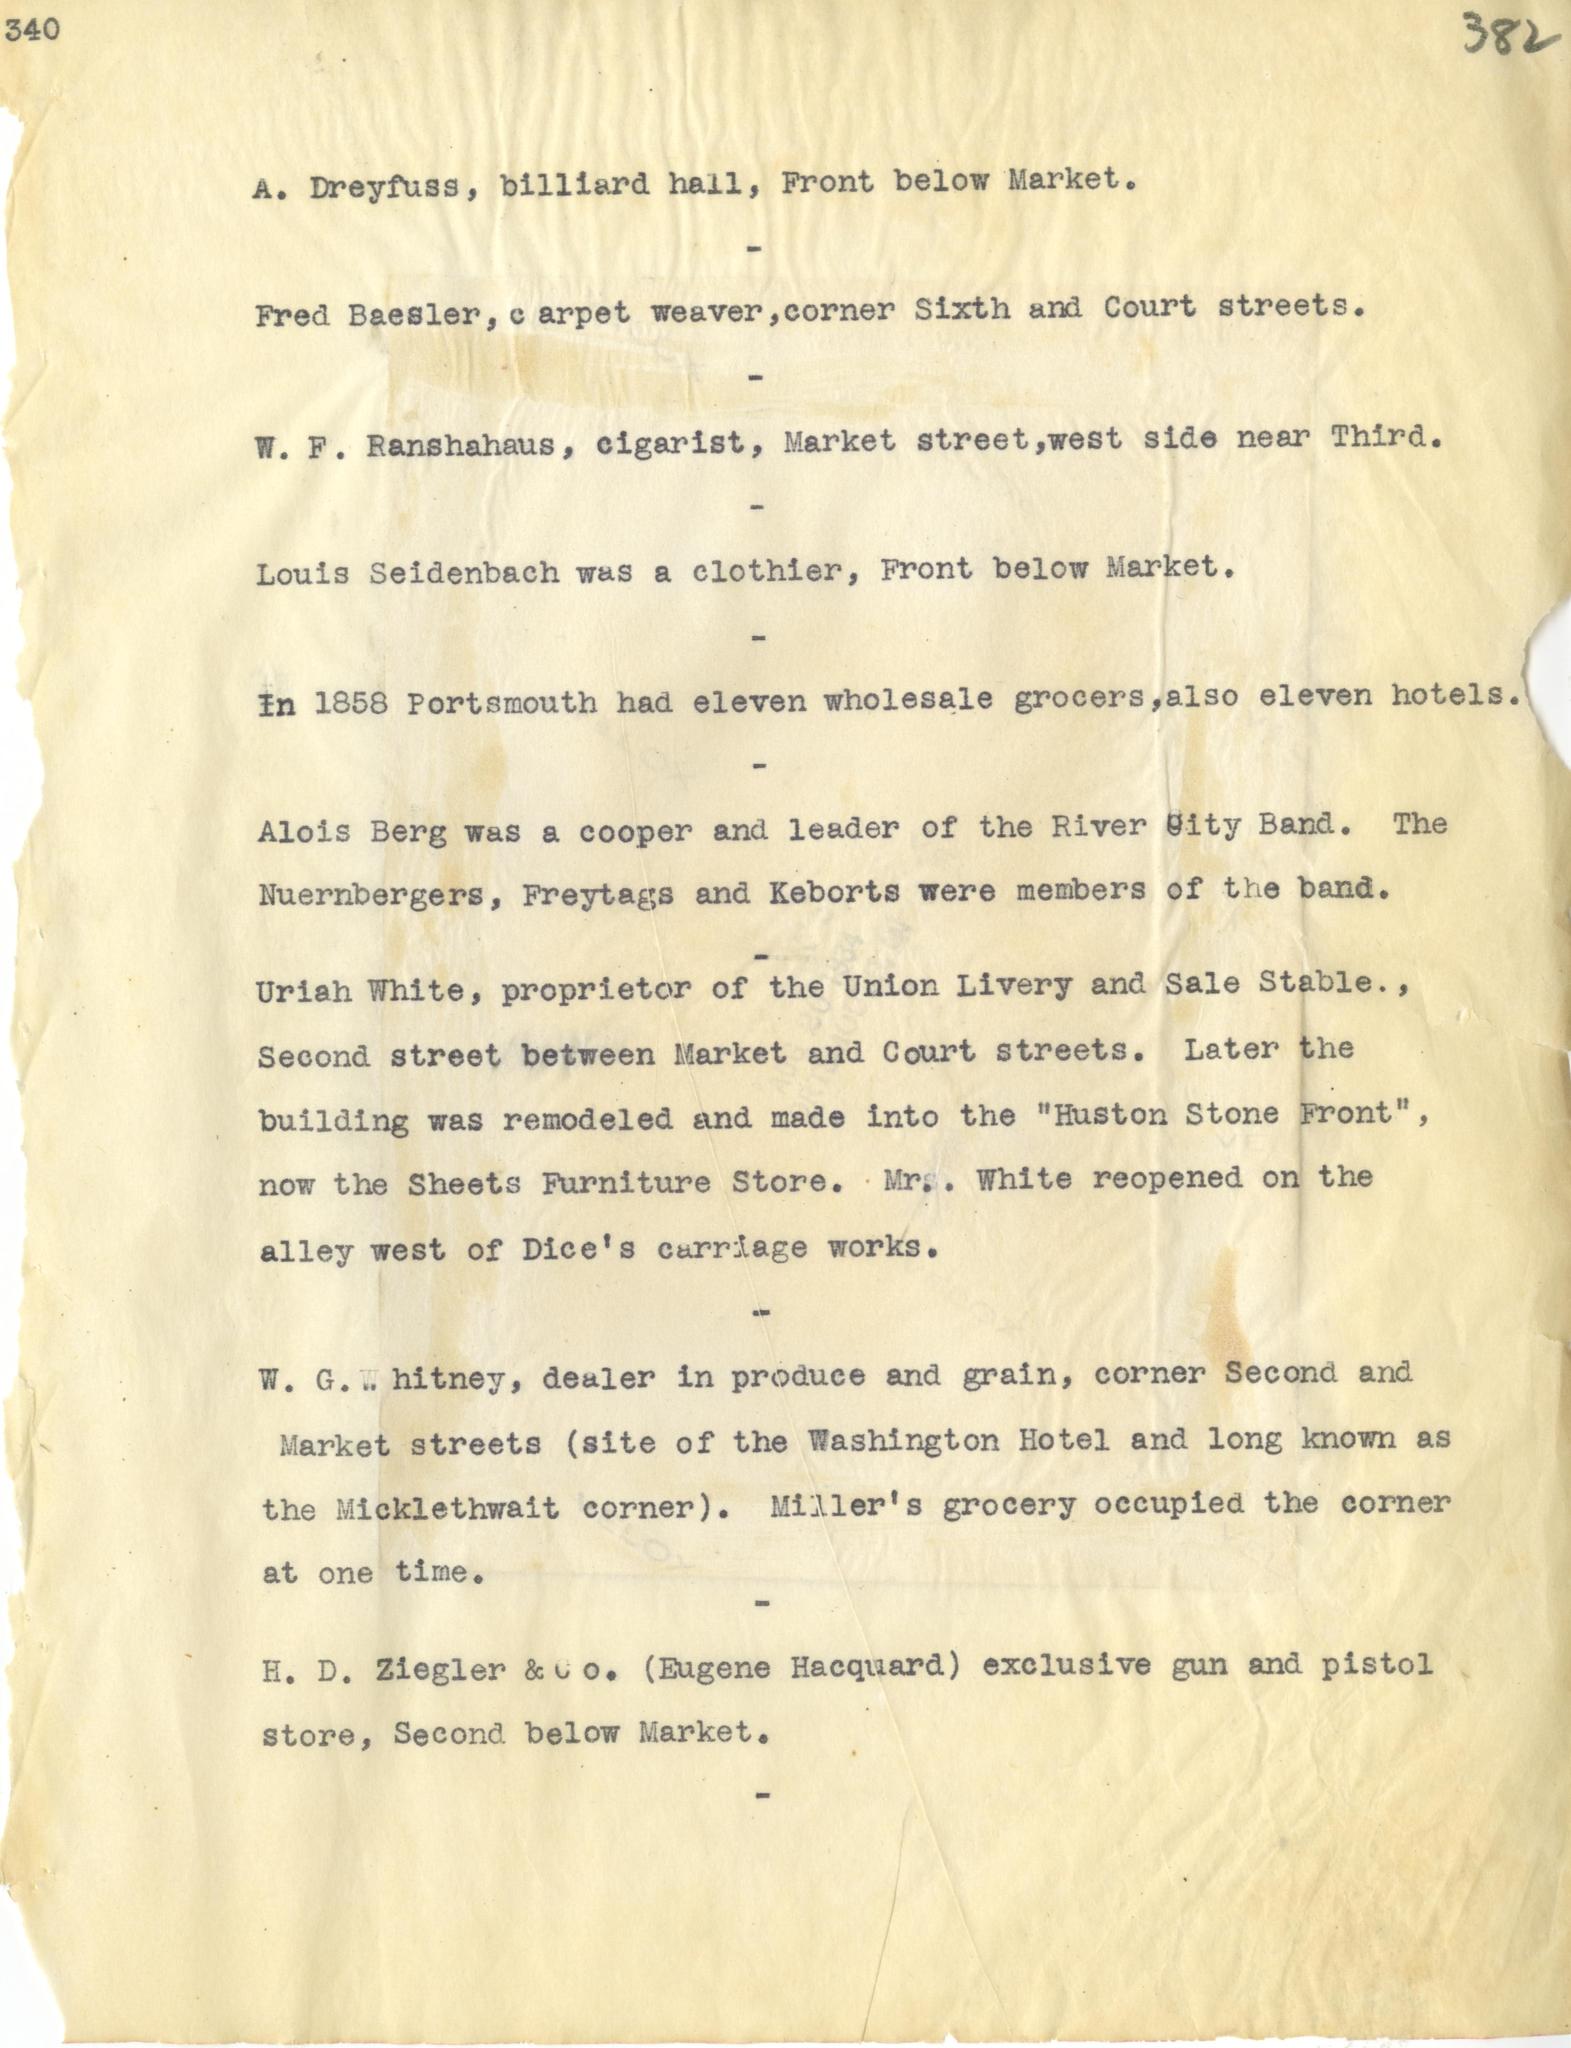 340
382
A. Dreyfuss, billiard hall, Front below Market.
-
Fred Baesler,c arpet weaver,corner Sixth and Court streets.
-
W. F. Ranshahaus, cigarist, Market street,west side near Third.
-
Louis Seidenbach was a clothier, Front below Market.
-
In 1858 Portsmouth had eleven wholesale grocers,also eleven hotels.
-
Alois Berg was a cooper and leader of the River City Band. The
Nuernbergers, Freytags and Keborts were members of the band.
-
Uriah White, proprietor of the Union Livery and Sale Stable.,
Second street between Market and Court streets. Later the
building was remodeled and made into the "Huston Stone Front",
now the Sheets Furniture Store. Mr. White reopened on the
alley west of Dice's carriage works.
-
W. G.W hitney, dealer in produce and grain, corner Second and
Market streets (site of the Washington Hotel and long known as
the Micklethwait corner). Miller's grocery occupied the corner
at one time.
-
H. D. Ziegler & C o. (Eugene Hacquard) exclusive gun and pistol
store, Second below Market.
-